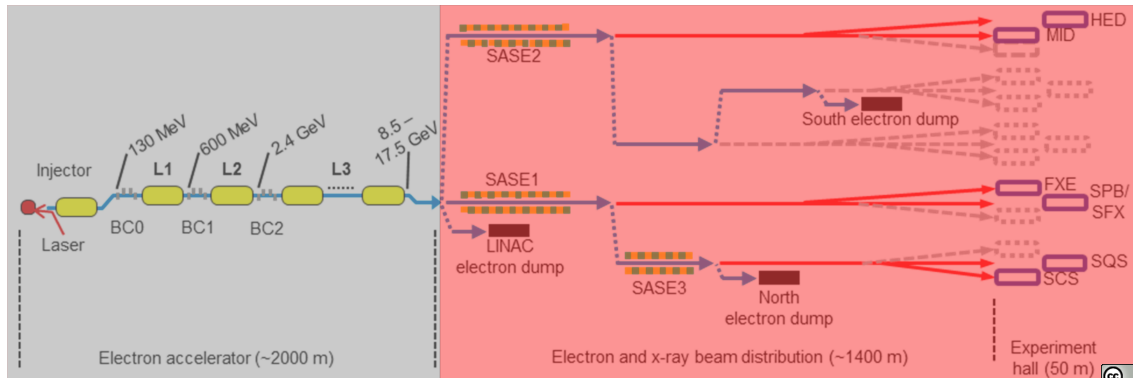 HED
MID
SASE2
South electron dump
130 MeV
600 MeV
2.4 GeV
8.5 –
17.5 GeV
Injector
L1
L2
L3
Laser
BC0
BC1
BC2
SASE1
FXE
SPB/
SFX
LINAC
electron dump
SASE3
SQS
SCS
North
electron dump
Electron accelerator (~2000 m)
Electron and x-ray beam distribution (~1400 m)
Experiment
hall (50 m)
cc